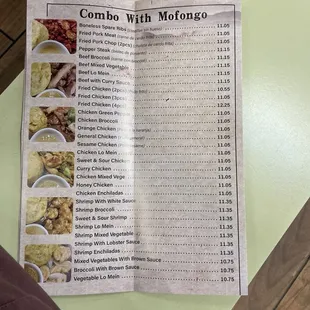 Combo With Mofongo
Boneless Spare Ribs 11.05
Fried Pork Meat 11.05
Fried Pork Chop (2pcs) 11.05
Pepper Steak 11.15
Beef Broccoli 11.15
Beef Mixed Vegetable 11.15
Beef Lo Mein 11.15
Beef with Curry Sauce 11.15
Fried Chicken 10.55
Fried Chicken 11.05
Fried Chicken 12.25
Chicken Green 11.05
Chicken Broccoli 11.05
Orange Chicken 11.05
General Chicken 11.05
Sesame Chicken 11.05
Chicken Lo Mein 11.05
Sweet & Sour Chicken 11.05
Curry Chicken 11.05
Chicken Mixed Vege 11.05
Honey Chicken 11.05
Chicken Enchiladas 11.05
Shrimp With White Sauce 11.35
Shrimp Broccoli 11.35
Sweet & Sour Shrimp 11.35
Shrimp Lo Mein 11.35
Shrimp Mixed Vegetable 11.35
Shrimp With Lobster Sauce 11.35
Shrimp Enchiladas 11.35
Mixed Vegetables With Brown Sauce 10.75
Broccoli With Brown Sauce 10.75
Vegetable Lo Mein 10.75